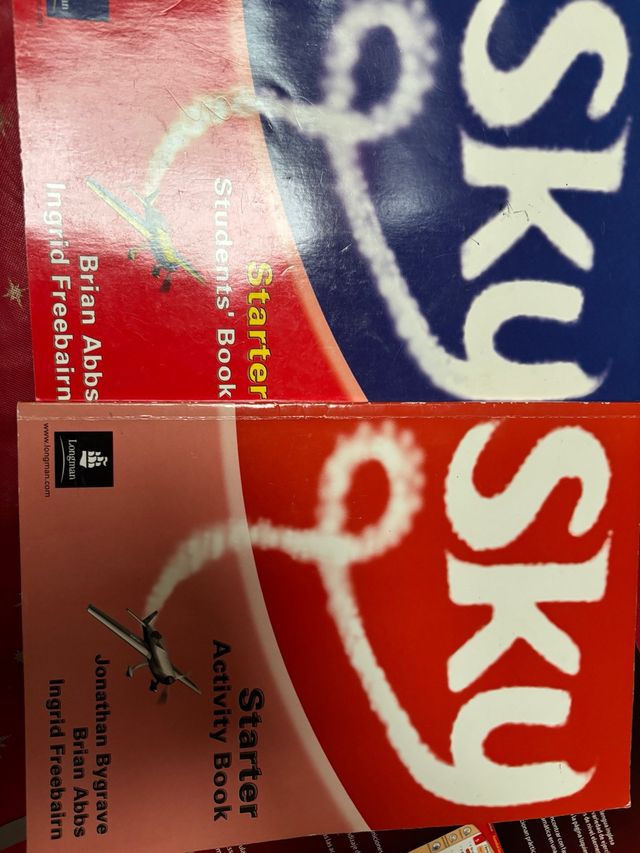 Sky
Starter
Students' Book
Brian Abbs
Ingrid Freebairn
Sky
Starter
Activity Book
Jonathan Bygrave
Brian Abbs
Ingrid Freebairn
Longman
www.longman.com